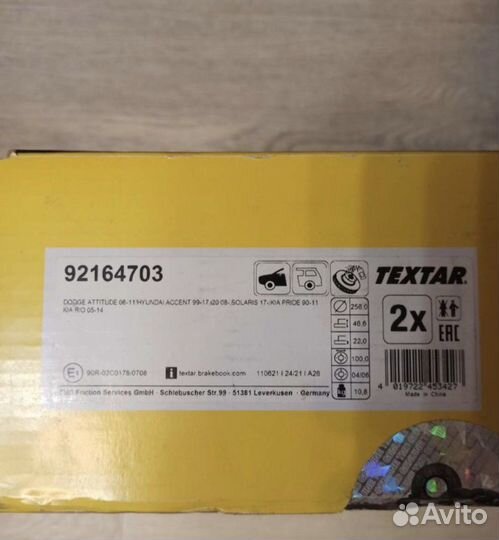 92164703
DODGE ATTITUDE 06-11/HYUNDAI ACCENT 99-17,I20 08-,SOLARIS 17-/KIA PRIDE 90-11
KIA RIO 05-14
TEXTAR
2x
EAC
256,0
46,6
22,0
100,0
04/06
10,8
E1 90R-02C0178-0708
i textar.brakebook.com
110621 I 24/21 I A26
TMD Friction Services GmbH - Schlebuscher Str.99 - 51381 Leverkusen - Germany
4 019722 453427
Made in China
Avito